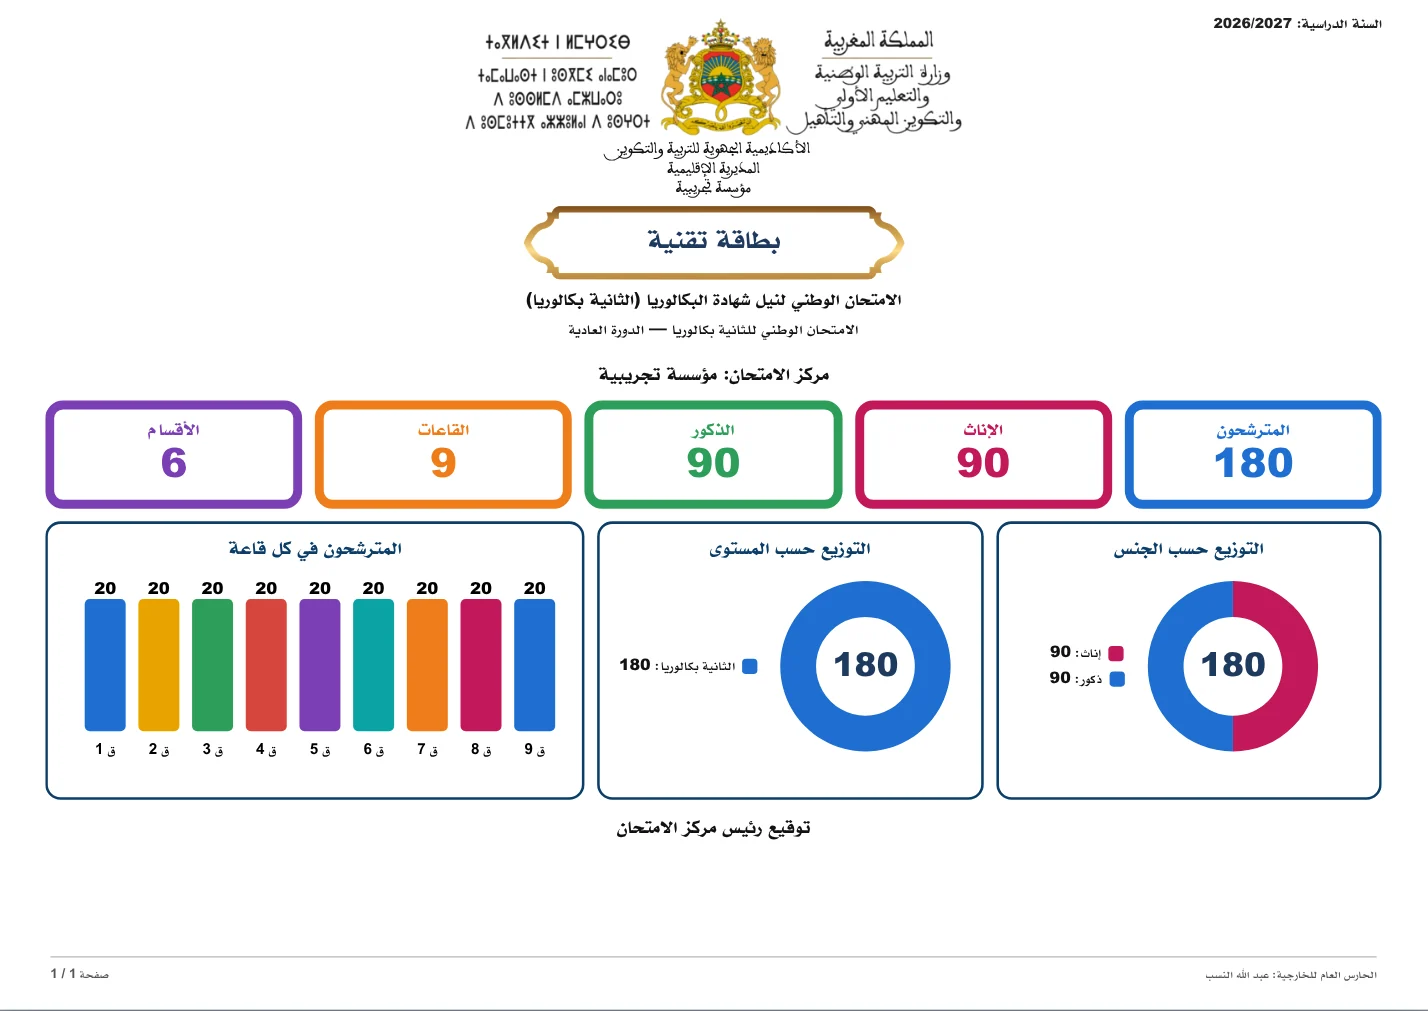 السنة الدراسية: 2026/2027
المملكة المغربية
وزارة التربية الوطنية
والتعليم الأولي
والتكوين المهني والتأهيل
ⵜⴰⴳⵍⴷⵉⵜ ⵏ ⵍⵎⵖⵔⵉⴱ
ⵜⴰⵎⴰⵡⴰⵙⵜ ⵏ ⵓⵙⴳⵎⵉ ⴰⵏⴰⵎⵓⵔ
ⴷ ⵓⵙⵙⵍⵎⴷ ⴰⵎⵣⵡⴰⵔⵓ
ⴷ ⵓⵙⵎⵓⵜⵜⴳ ⴰⵣⵣⵓⵍⴰⵏ ⴷ ⵓⵙⵖⵔⵜ
الأكاديمية الجهوية للتربية والتكوين
المديرية الإقليمية
مؤسسة تجريبية
بطاقة تقنية
الامتحان الوطني لنيل شهادة البكالوريا (الثانية بكالوريا)
الامتحان الوطني للثانية بكالوريا — الدورة العادية
مركز الامتحان: مؤسسة تجريبية
المترشحون
180
الإناث
90
الذكور
90
القاعات
9
الأقسام
6
التوزيع حسب الجنس
180
إناث: 90
ذكور: 90
التوزيع حسب المستوى
180
الثانية بكالوريا: 180
المترشحون في كل قاعة
20 20 20 20 20 20 20 20 20
ق 1 ق 2 ق 3 ق 4 ق 5 ق 6 ق 7 ق 8 ق 9
توقيع رئيس مركز الامتحان
الحارس العام للخارجية: عبد الله النسب
صفحة 1 / 1